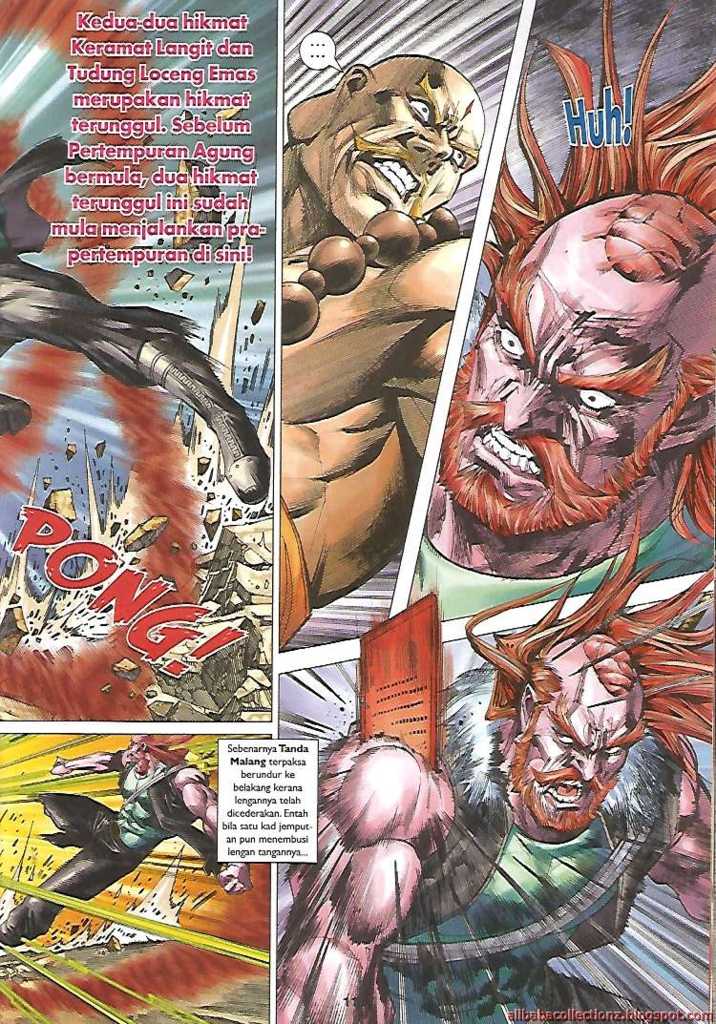 Kedua-dua hikmat
Keramat Langit dan
Tudung Loceng Emas
merupakan hikmat
terunggul. Sebelum
Pertempuran Agung
bermula, dua hikmat
terunggul ini sudah
mula menjalankan pra-
pertempuran di sini!
...
...
Huh!
PONG!
Sebenarnya Tanda
Malang terpaksa
berundur ke
belakang kerana
lengannya telah
dicederakan. Entah
bila satu kad jemput-
an pun menembusi
lengan tangannya...
alibabacollectionz.blogspot.com